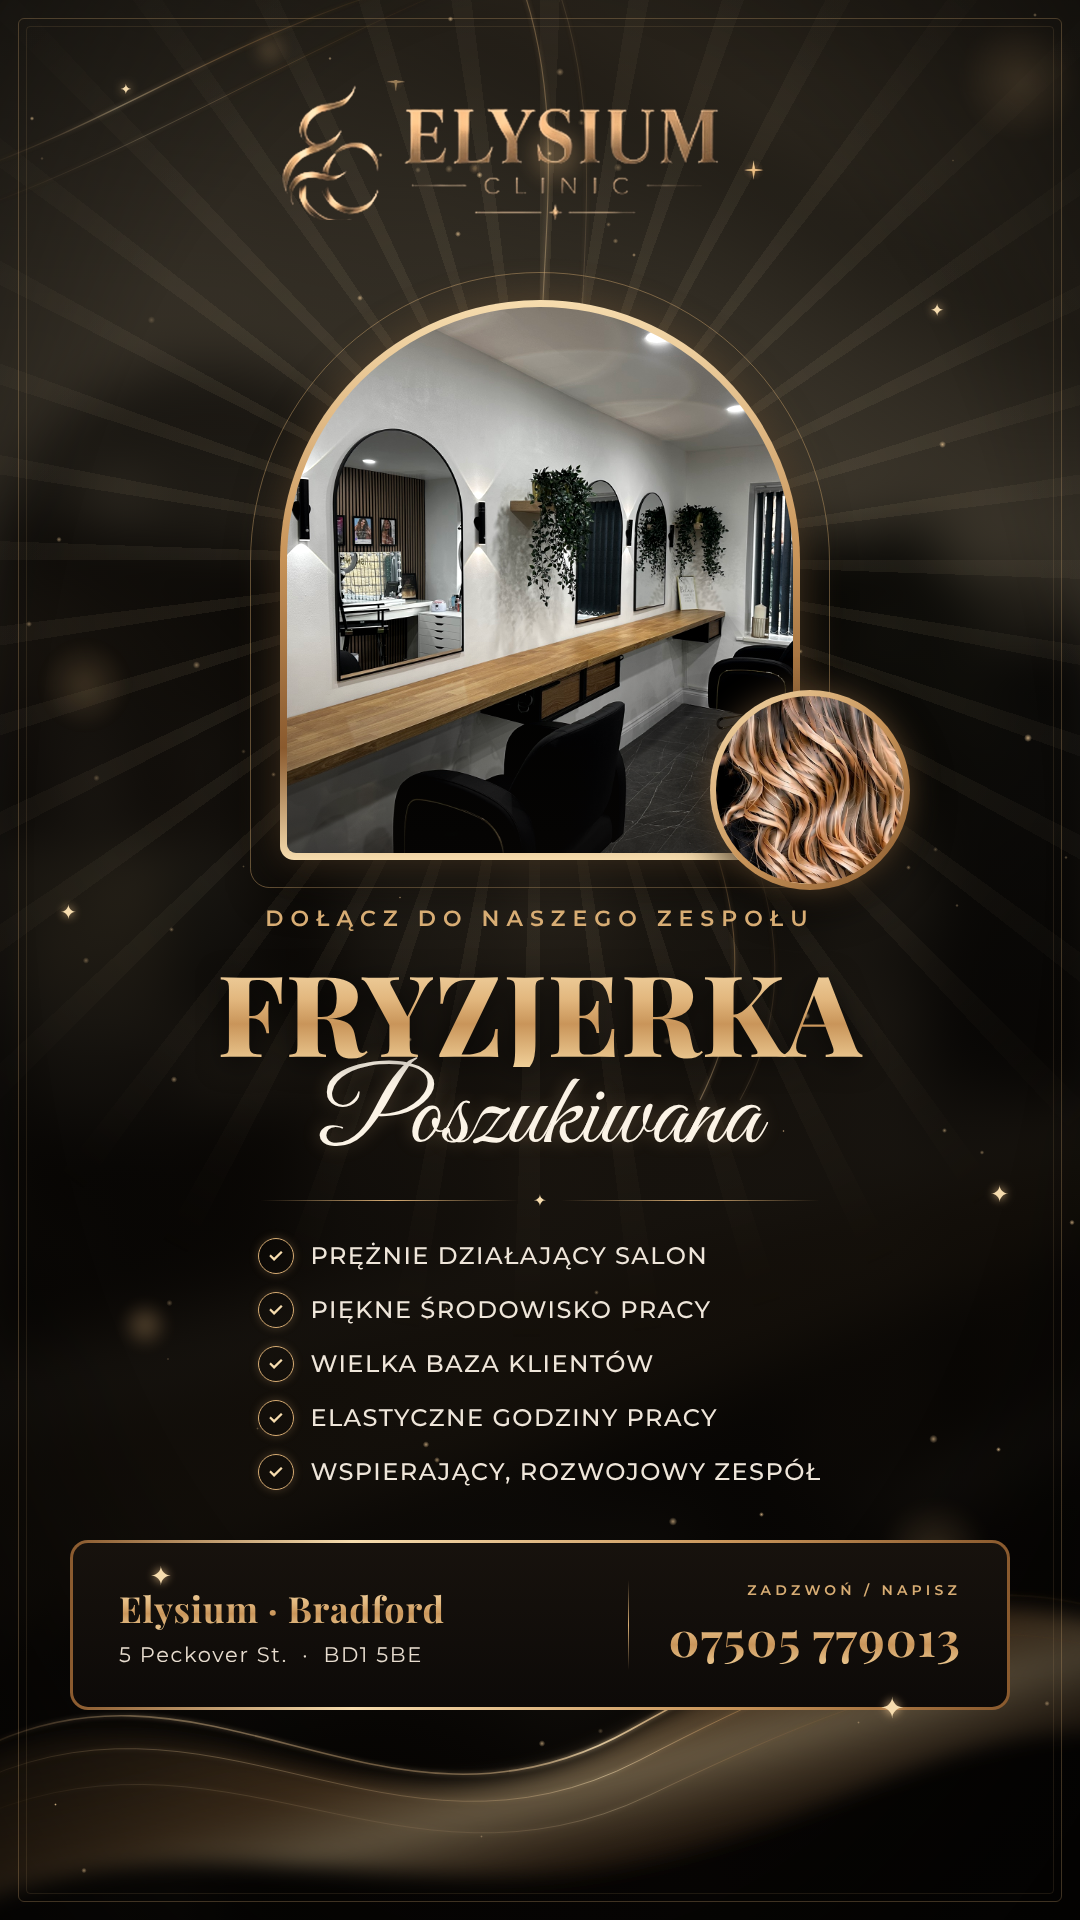 ELYSIUM
CLINIC
DOŁĄCZ DO NASZEGO ZESPOŁU
FRYZJERKA
Poszukiwana
PRĘŻNIE DZIAŁAJĄCY SALON
PIĘKNE ŚRODOWISKO PRACY
WIELKA BAZA KLIENTÓW
ELASTYCZNE GODZINY PRACY
WSPIERAJĄCY, ROZWOJOWY ZESPÓŁ
Elysium · Bradford
5 Peckover St. · BD1 5BE
ZADZWOŃ / NAPISZ
07505 779013